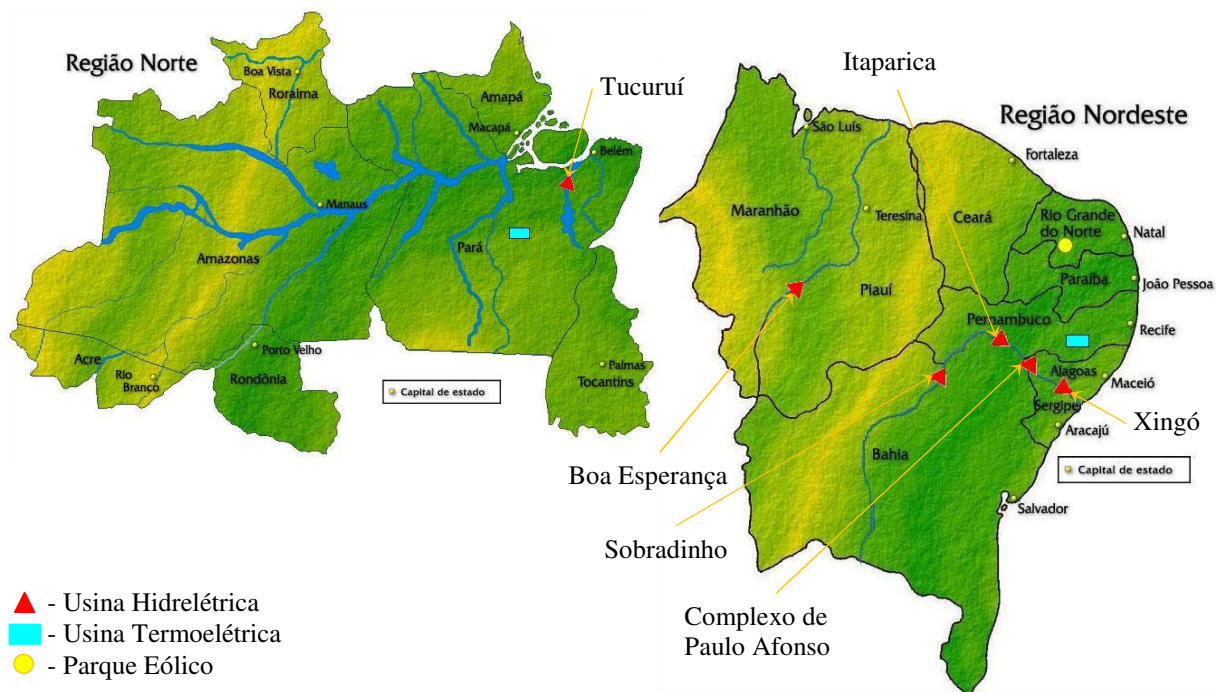 Região Norte
Boa Vista
Roraima
Amapá
Macapá
Belém
Manaus
Amazonas
Pará
Acre
Rio
Branco
Porto Velho
Rondônia
Palmas
Tocantins
Capital de estado
Tucuruí
Itaparica
Região Nordeste
São Luís
Fortaleza
Maranhão
Teresina
Ceará
Rio Grande
do Norte
Natal
Piauí
Paraíba
João Pessoa
Pernambuco
Recife
Alagoas
Maceió
Sergipe
Aracajú
Xingó
Bahia
Capital de estado
Salvador
Boa Esperança
Sobradinho
Complexo de
Paulo Afonso
- Usina Hidrelétrica
- Usina Termoelétrica
- Parque Eólico